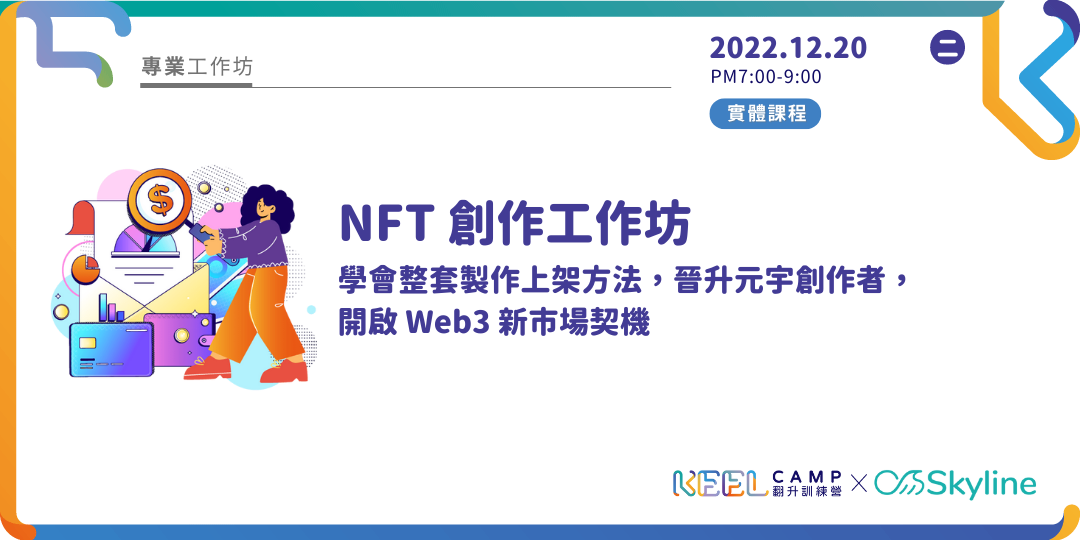 專業工作坊
2022.12.20
二
PM7:00-9:00
實體課程
$
NFT 創作工作坊
學會整套製作上架方法，晉升元宇創作者，
開啟 Web3 新市場契機
KEEL CAMP
翻升訓練營
× Skyline